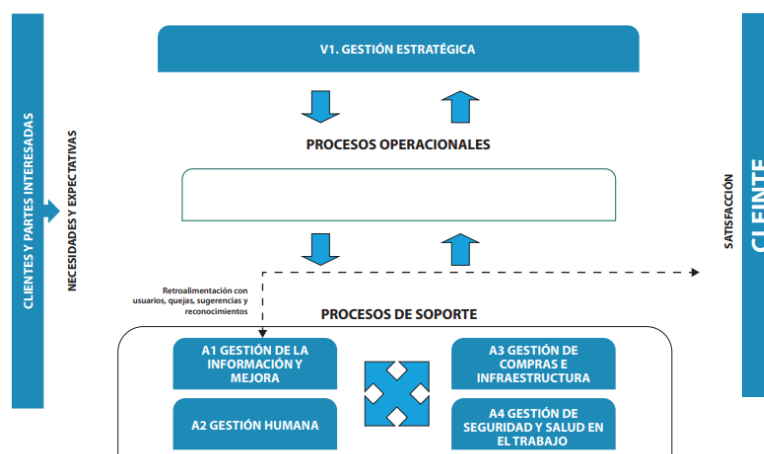 V1. GESTIÓN ESTRATÉGICA
CLIENTES Y PARTES INTERESADAS
NECESIDADES Y EXPECTATIVAS
PROCESOS OPERACIONALES
SATISFACCIÓN
CLEINTE
Retroalimentación con
usuarios, quejas, sugerencias y
reconocimientos
PROCESOS DE SOPORTE
A1 GESTIÓN DE LA
INFORMACIÓN Y
MEJORA
A3 GESTIÓN DE
COMPRAS E
INFRAESTRUCTURA
A2 GESTIÓN HUMANA
A4 GESTIÓN DE
SEGURIDAD Y SALUD EN
EL TRABAJO